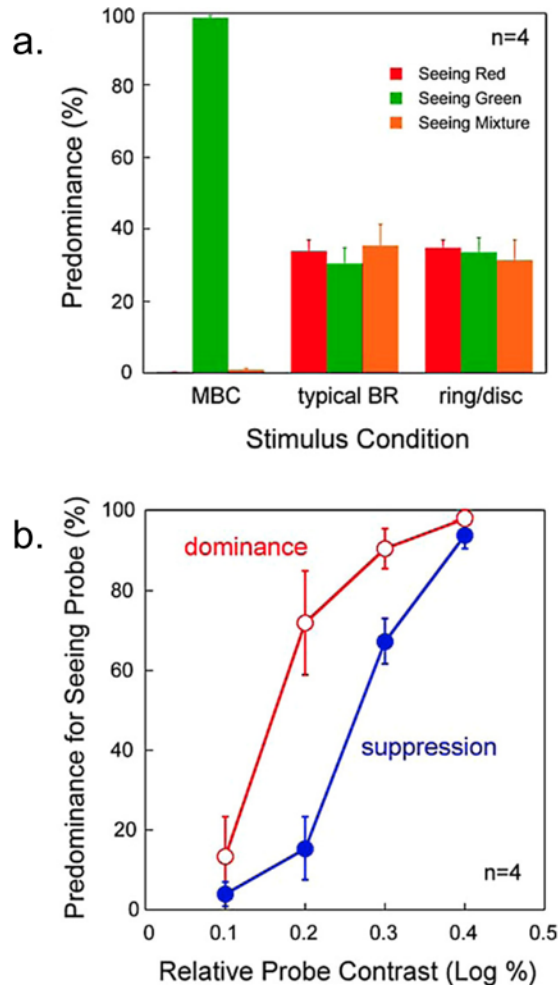 a.
100
80
60
40
20
0
Predominance (%)
n=4
Seeing Red
Seeing Green
Seeing Mixture
MBC typical BR ring/disc
Stimulus Condition
b.
100
80
60
40
20
0
Predominance for Seeing Probe (%)
dominance
suppression
n=4
0 0.1 0.2 0.3 0.4 0.5
Relative Probe Contrast (Log %)